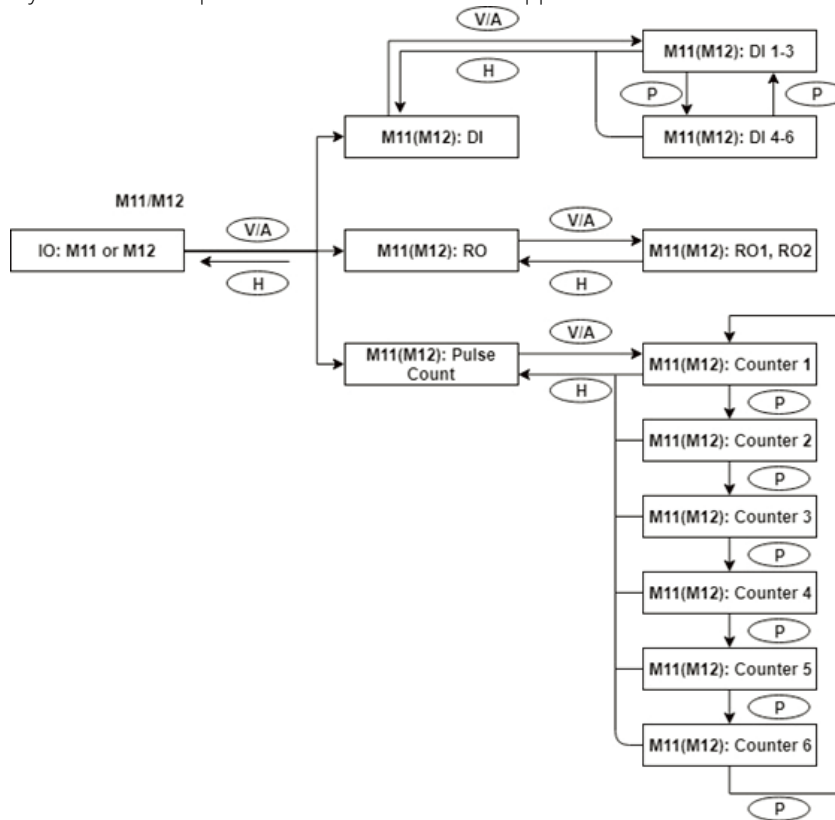 V/A
M11(M12): DI 1-3
H
P
P
M11(M12): DI
M11(M12): DI 4-6
M11/M12
V/A
V/A
IO: M11 or M12
M11(M12): RO
M11(M12): RO1, RO2
H
H
V/A
M11(M12): Pulse
Count
M11(M12): Counter 1
H
P
M11(M12): Counter 2
P
M11(M12): Counter 3
P
M11(M12): Counter 4
P
M11(M12): Counter 5
P
M11(M12): Counter 6
P